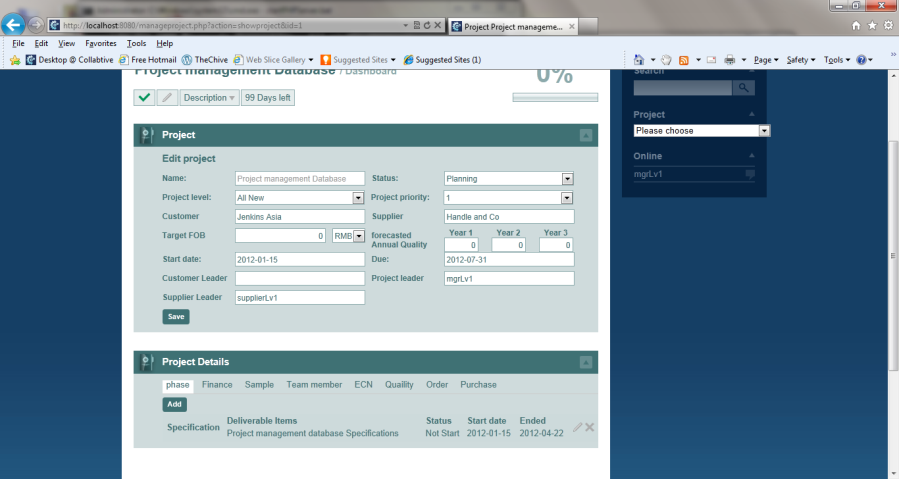 http://localhost:8080/manageproject.php?action=showproject&id=1
Project Project manageme...
File Edit View Favorites Tools Help
Desktop @ Collabtive Free Hotmail TheChive Web Slice Gallery Suggested Sites Suggested Sites (1)
Page Safety Tools
Project management Database / Dashboard
0%
Description 99 Days left
Project
Edit project
Name: Project management Database Status: Planning
Project level: All New Project priority: 1
Customer Jenkins Asia Supplier Handle and Co
Target FOB 0 RMB forecasted Annual Quality Year 1 Year 2 Year 3
0 0 0
Start date: 2012-01-15 Due: 2012-07-31
Customer Leader Project leader mgrLv1
Supplier Leader supplierLv1
Save
Project Details
phase Finance Sample Team member ECN Quaility Order Purchase
Add
Deliverable Items Status Start date Ended
Specification Project management database Specifications Not Start 2012-01-15 2012-04-22
Search
Project
Please choose
Online
mgrLv1